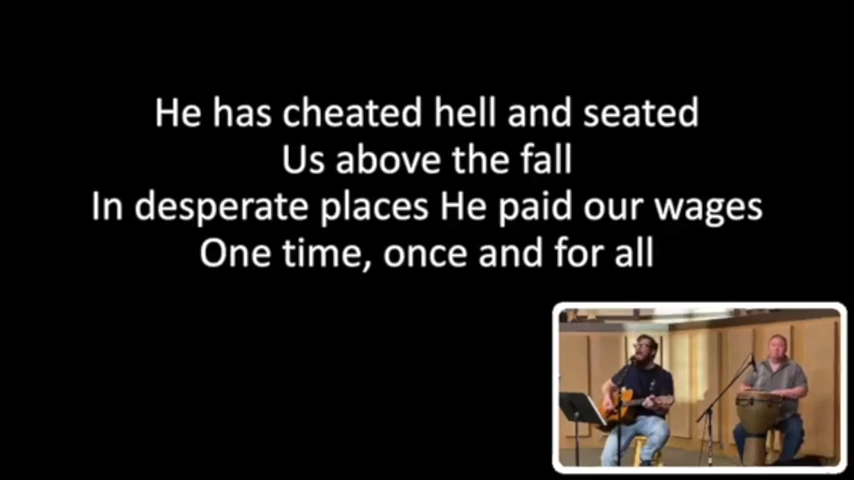 He has cheated hell and seated
Us above the fall
In desperate places He paid our wages
One time, once and for all